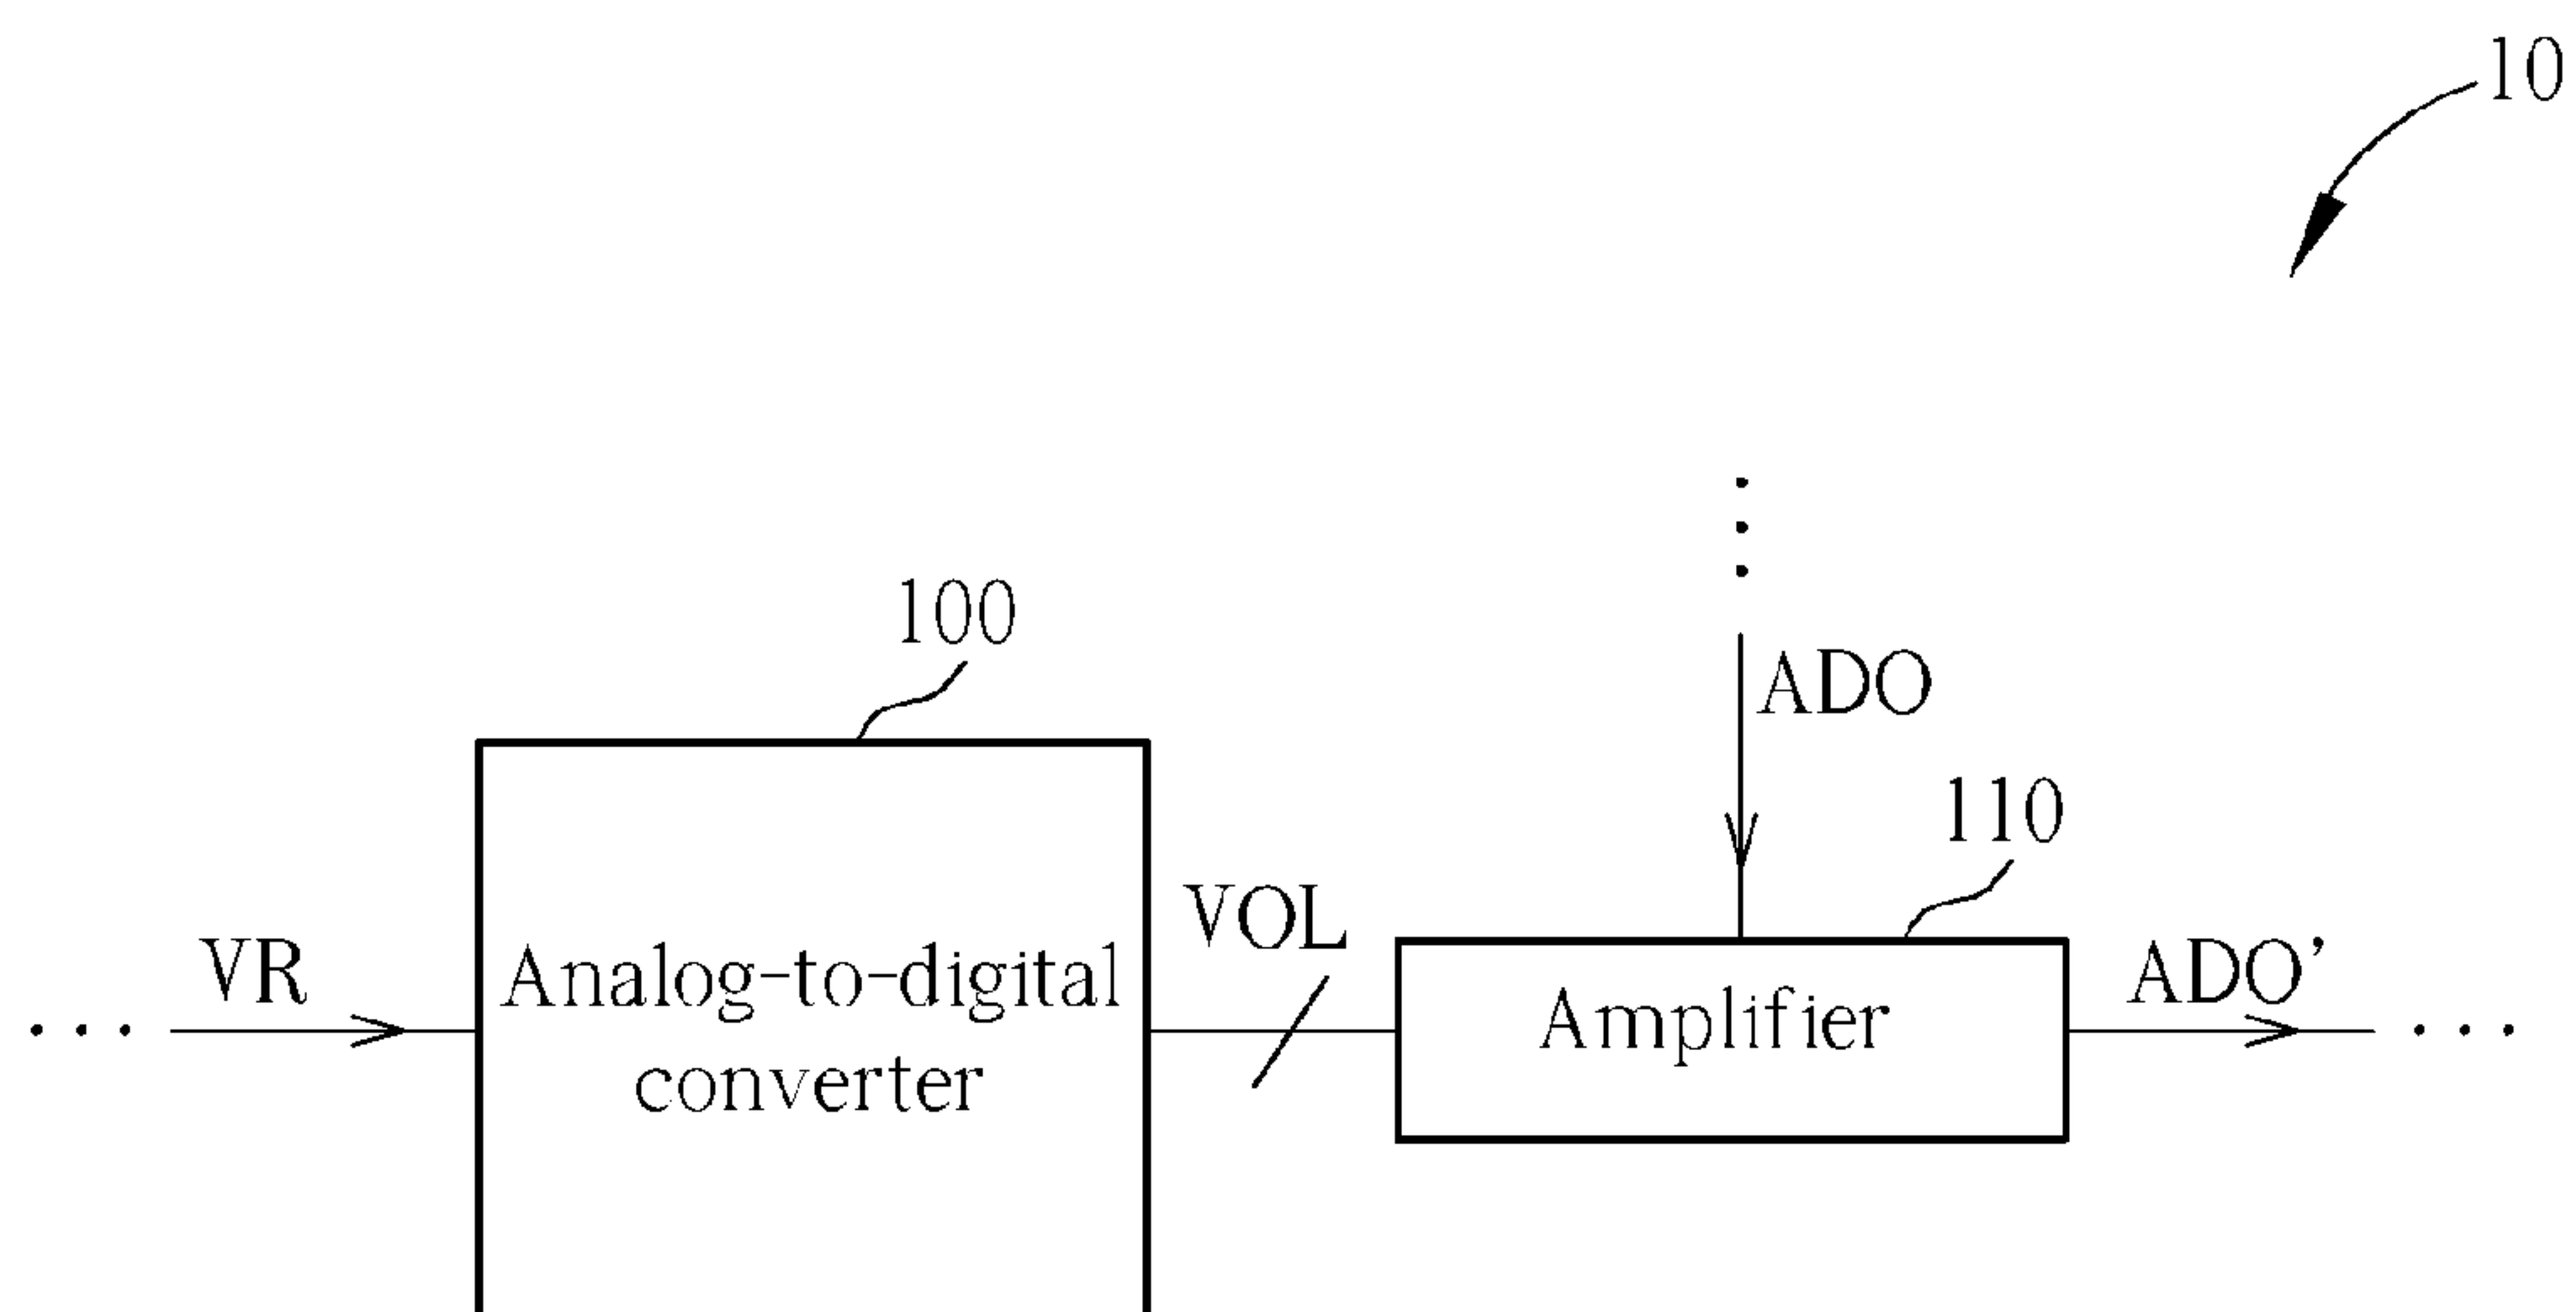 10
100
ADO
110
VOL
VR
Analog-to-digital
converter
Amplifier
ADO’